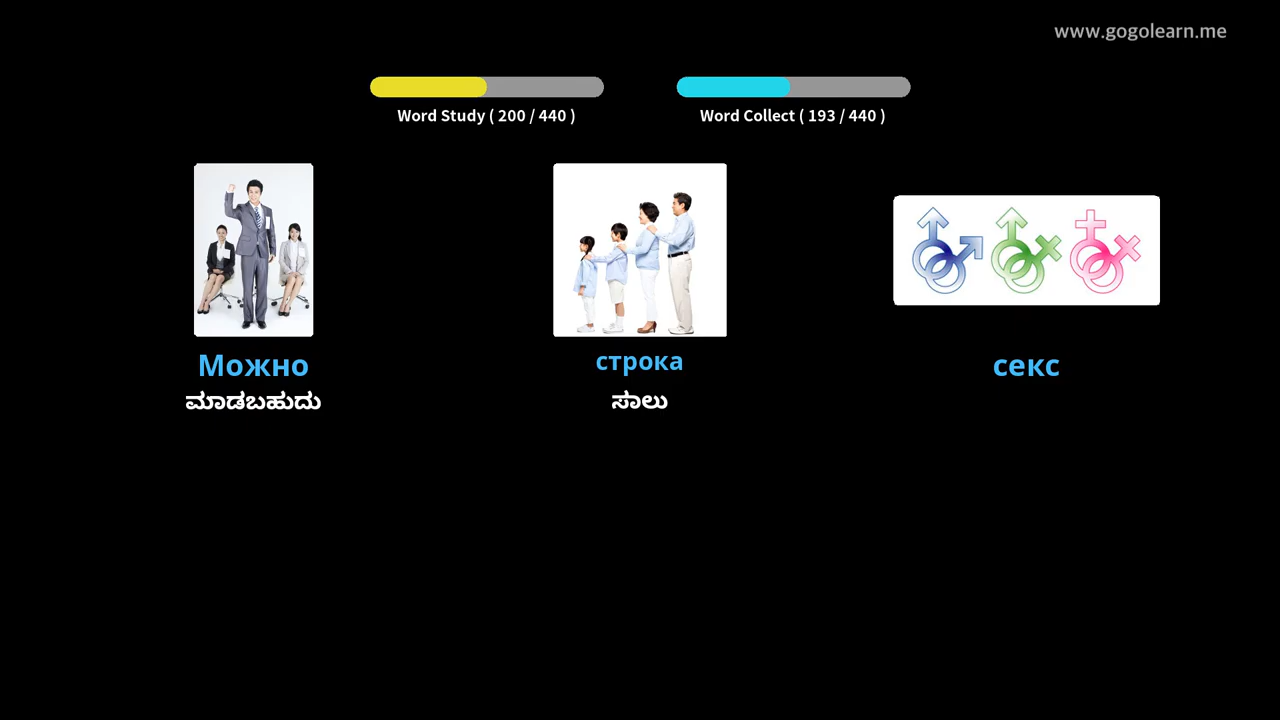 www.gogolearn.me
Word Study ( 200 / 440 )
Word Collect ( 193 / 440 )
Можно
ಮಾಡಬಹುದು
строка
ಸಾಲು
секс